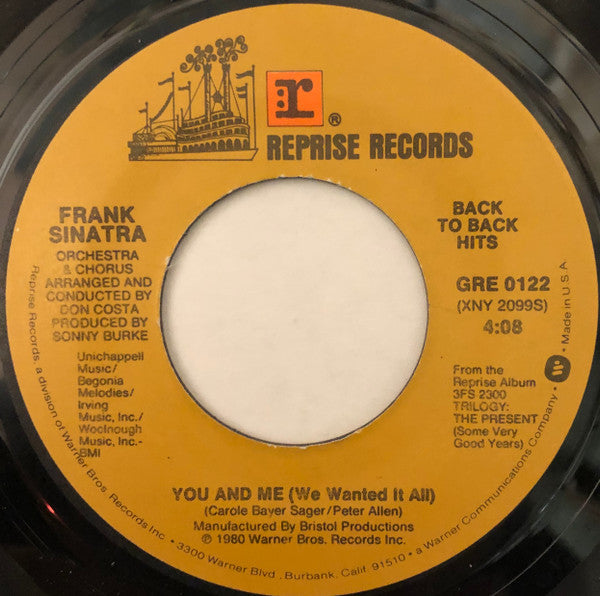 r ®
REPRISE RECORDS
FRANK
SINATRA
ORCHESTRA
& CHORUS
ARRANGED AND
CONDUCTED BY
DON COSTA
PRODUCED BY
SONNY BURKE
Unichappell
Music/
Begonia
Melodies/
Irving
Music, Inc./
Woolnough
Music, Inc.-
BMI
BACK
TO BACK
HITS
GRE 0122
(XNY 2099S)
4:08
From the
Reprise Album
3FS 2300
TRILOGY:
THE PRESENT
(Some Very
Good Years)
YOU AND ME (We Wanted It All)
(Carole Bayer Sager/Peter Allen)
Manufactured By Bristol Productions
℗ 1980 Warner Bros. Records Inc.
Reprise Records, a division of Warner Bros. Records Inc. • 3300 Warner Blvd., Burbank, Calif. 91510 • a Warner Communications Company • Made in U.S.A.